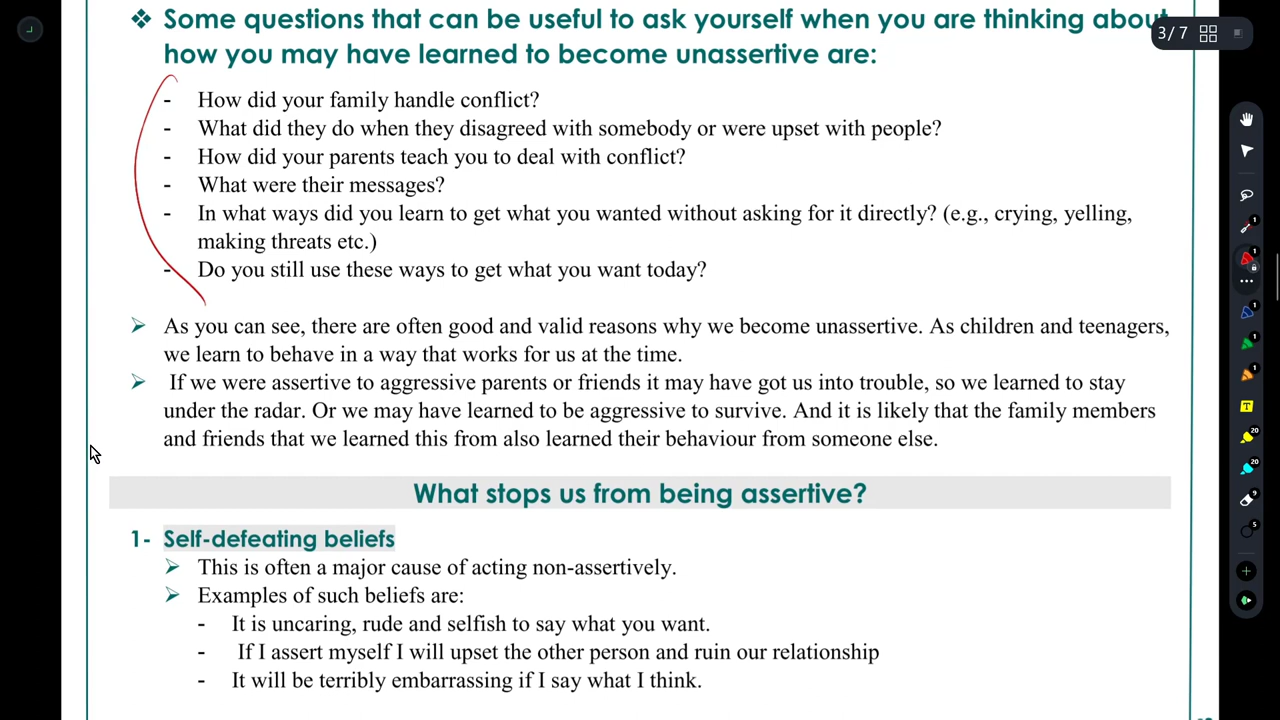 ❖ Some questions that can be useful to ask yourself when you are thinking about
how you may have learned to become unassertive are:
3/7
- How did your family handle conflict?
- What did they do when they disagreed with somebody or were upset with people?
- How did your parents teach you to deal with conflict?
- What were their messages?
- In what ways did you learn to get what you wanted without asking for it directly? (e.g., crying, yelling,
making threats etc.)
- Do you still use these ways to get what you want today?
➢ As you can see, there are often good and valid reasons why we become unassertive. As children and teenagers,
we learn to behave in a way that works for us at the time.
➢ If we were assertive to aggressive parents or friends it may have got us into trouble, so we learned to stay
under the radar. Or we may have learned to be aggressive to survive. And it is likely that the family members
and friends that we learned this from also learned their behaviour from someone else.
What stops us from being assertive?
1- Self-defeating beliefs
➢ This is often a major cause of acting non-assertively.
➢ Examples of such beliefs are:
- It is uncaring, rude and selfish to say what you want.
- If I assert myself I will upset the other person and ruin our relationship
- It will be terribly embarrassing if I say what I think.
1
1
1
1
1
T
20
20
9
5